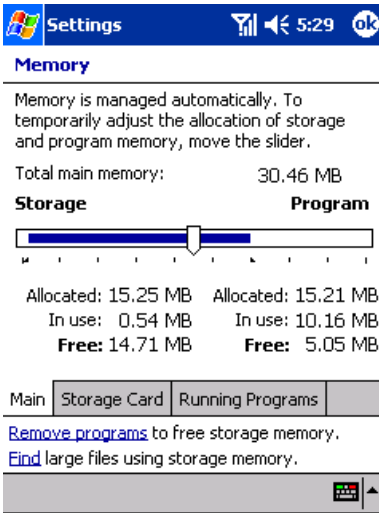 Settings 5:29 ok
Memory
Memory is managed automatically. To
temporarily adjust the allocation of storage
and program memory, move the slider.
Total main memory: 30.46 MB
Storage Program
Allocated: 15.25 MB Allocated: 15.21 MB
In use: 0.54 MB In use: 10.16 MB
Free: 14.71 MB Free: 5.05 MB
Main Storage Card Running Programs
Remove programs to free storage memory.
Find large files using storage memory.